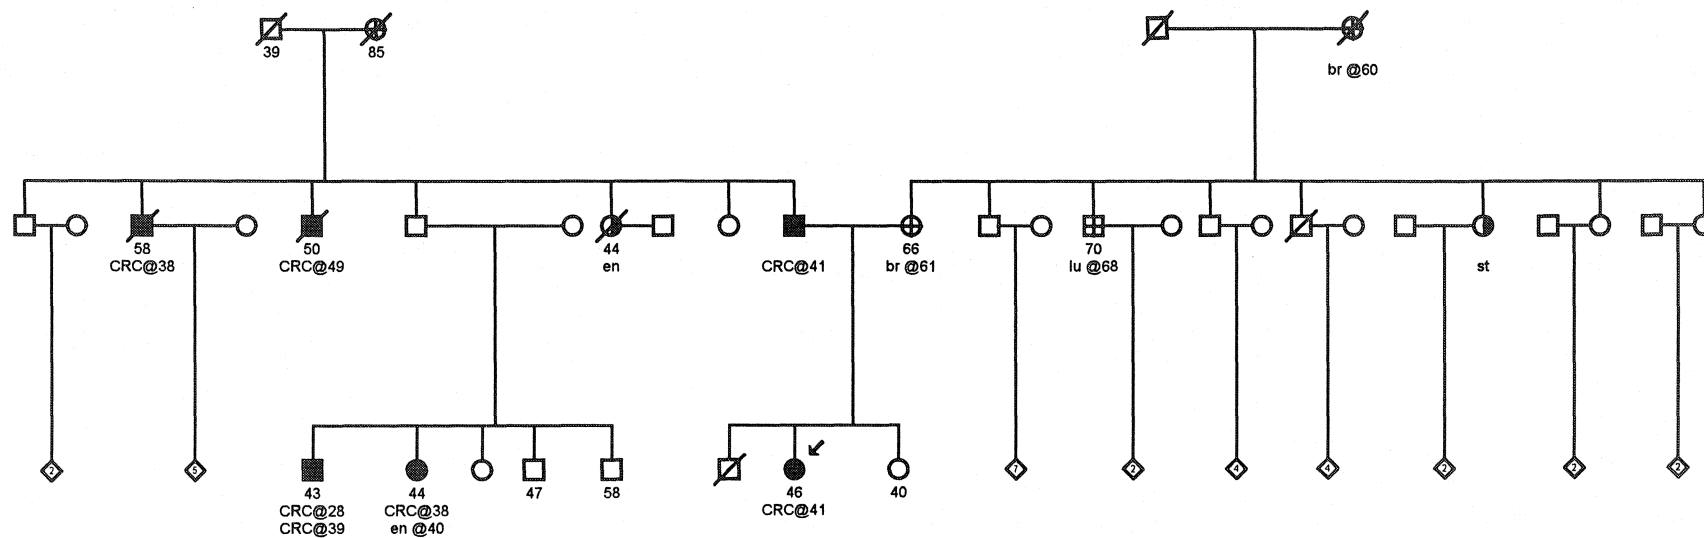 39 85
br @60
58 50 44 66 70
CRC@38 CRC@49 en CRC@41 br @61 lu @68 st
2 5 7 2 4 4 2 2 2
43 44 47 58 46 40
CRC@28 CRC@38 CRC@41
CRC@39 en @40